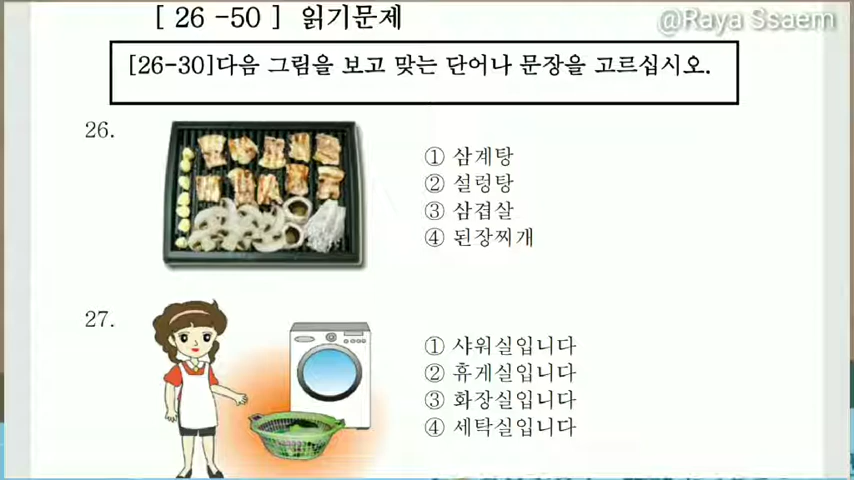 [ 26 -50 ] 읽기문제
@Raya Ssaem
[26-30]다음 그림을 보고 맞는 단어나 문장을 고르십시오.
26.
① 삼계탕
② 설렁탕
③ 삼겹살
④ 된장찌개
27.
① 샤워실입니다
② 휴게실입니다
③ 화장실입니다
④ 세탁실입니다